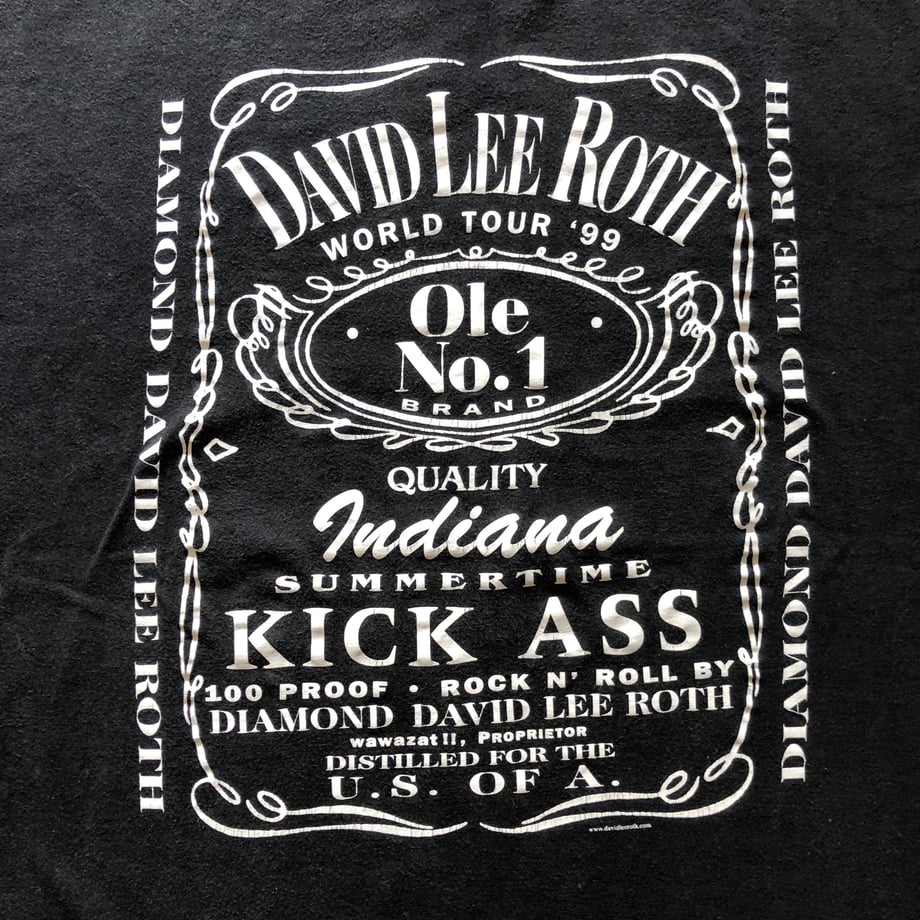 DAVID LEE ROTH
WORLD TOUR '99
Ole
No.1
BRAND
QUALITY
Indiana
SUMMERTIME
KICK ASS
100 PROOF • ROCK N' ROLL BY
DIAMOND DAVID LEE ROTH
wawazat!!, PROPRIETOR
DISTILLED FOR THE
U.S. OF A.
www.davidleeroth.com
DIAMOND DAVID LEE ROTH
DIAMOND DAVID LEE ROTH